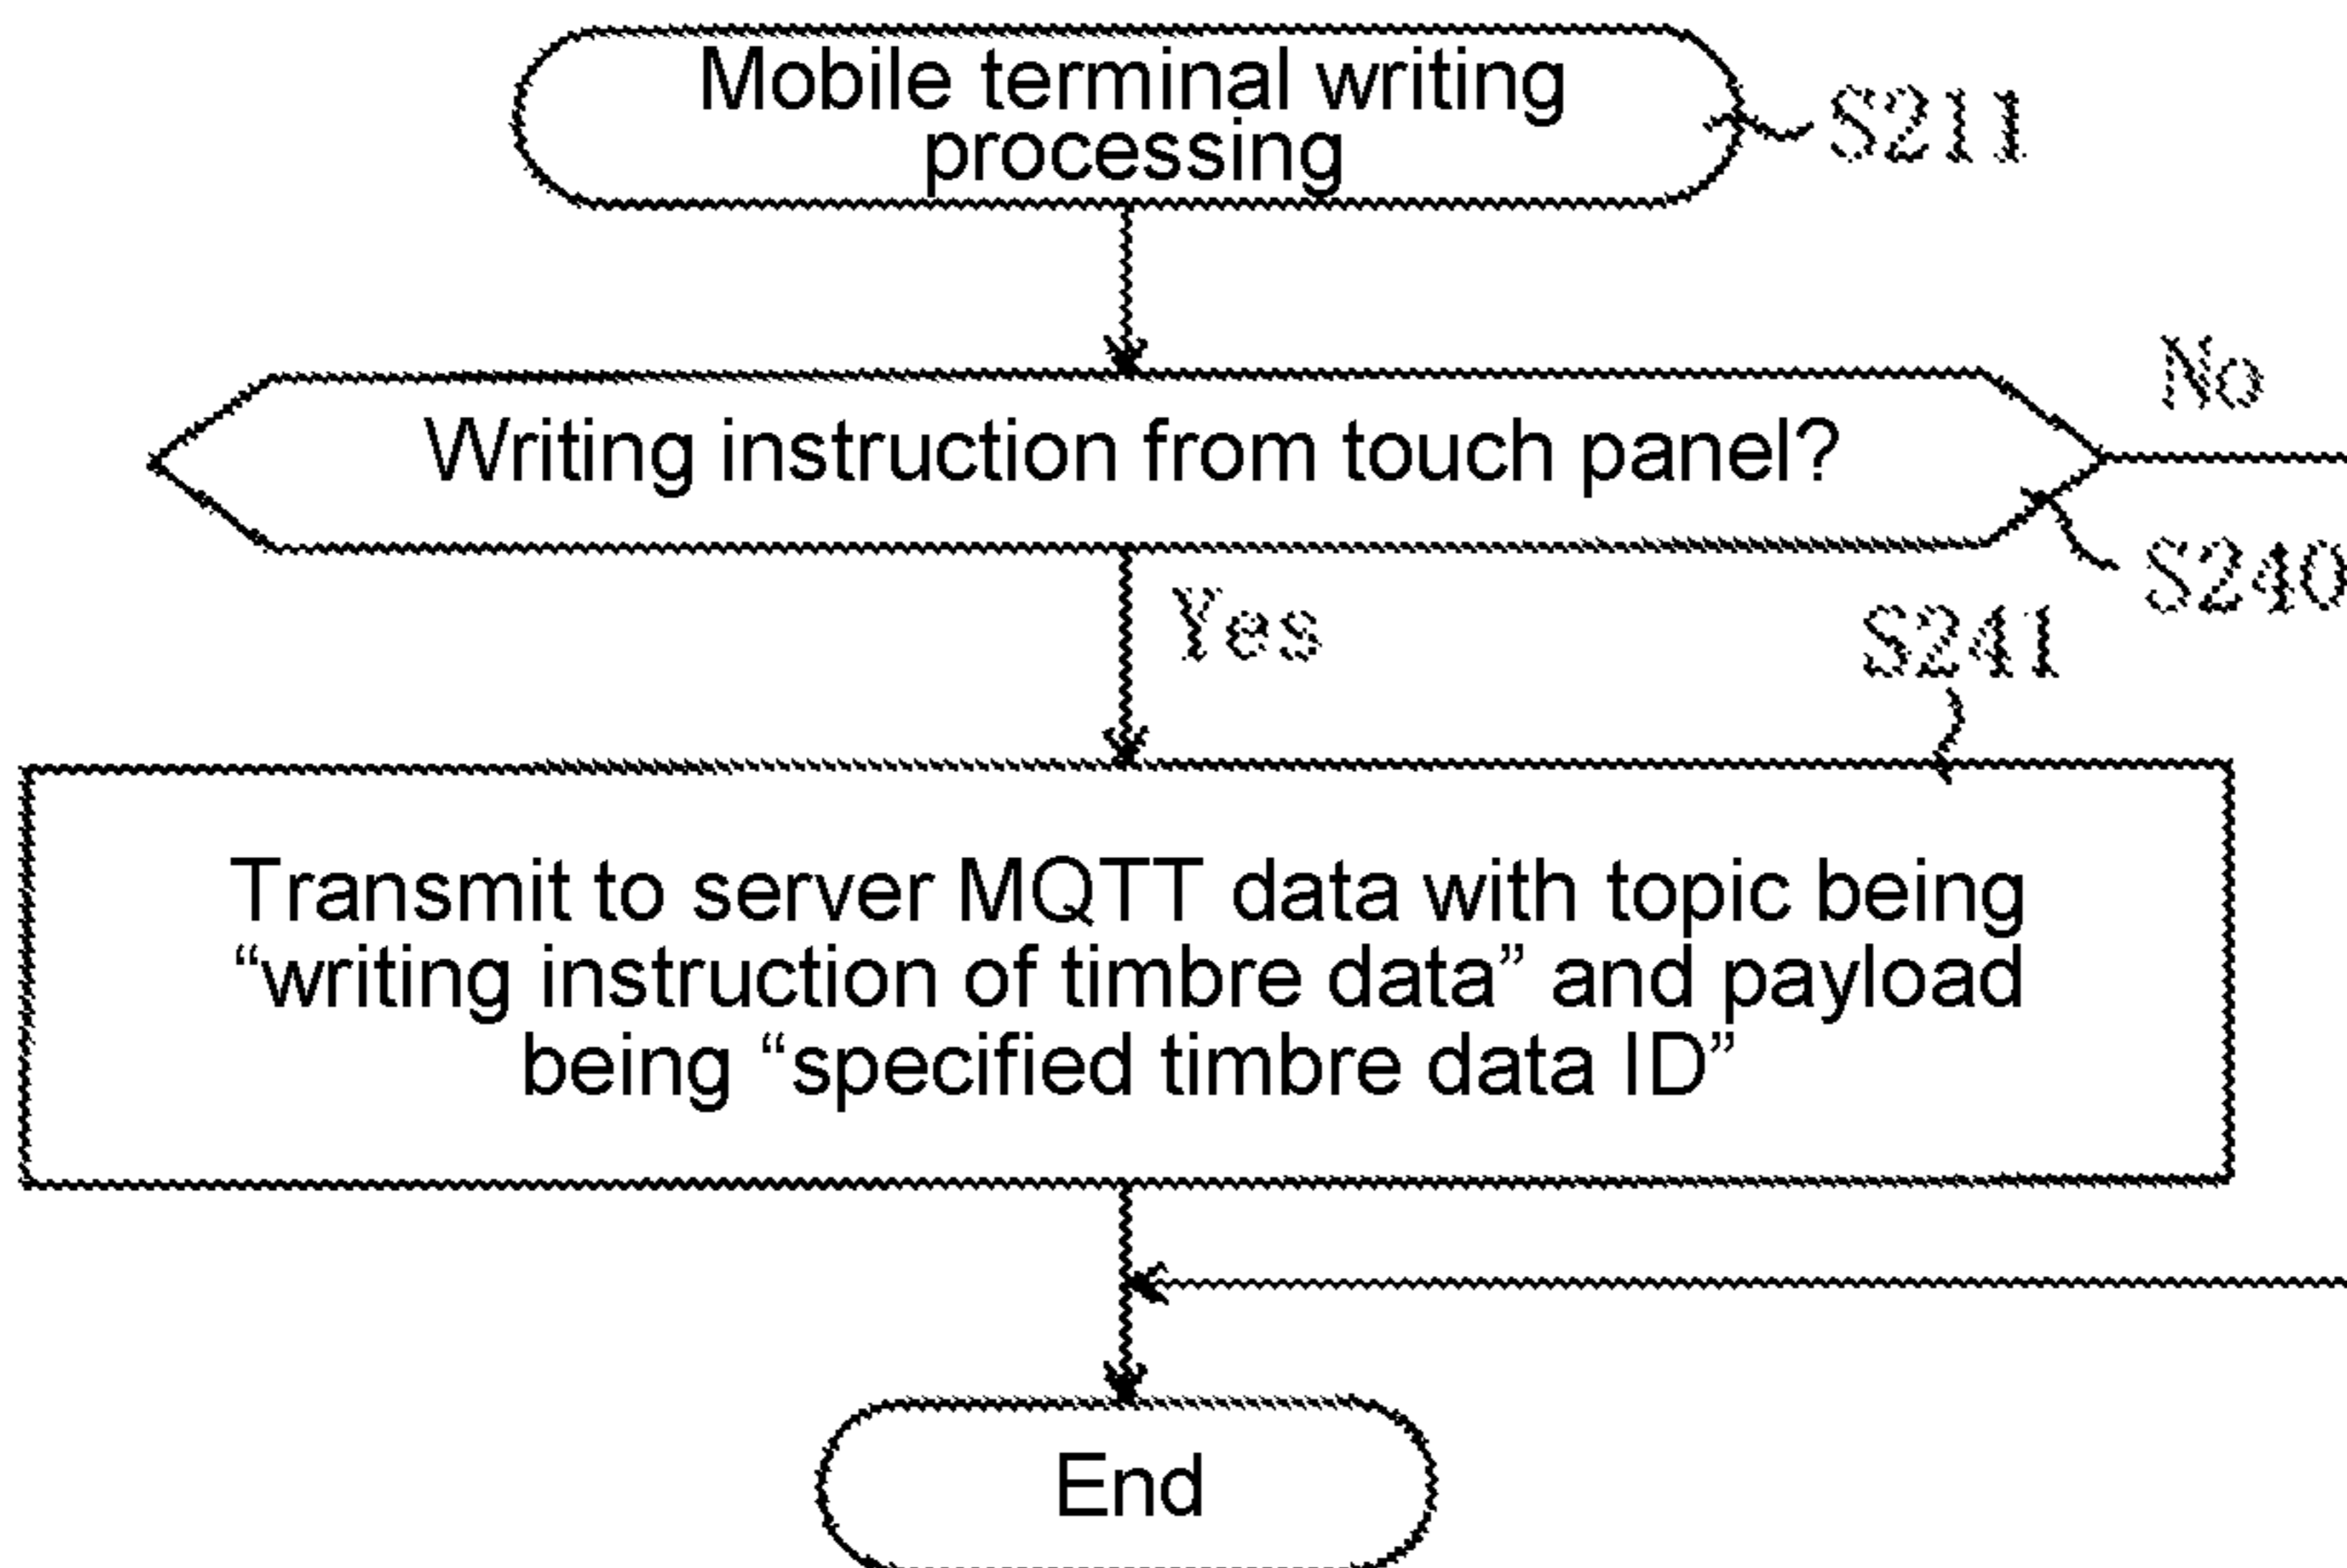 Mobile terminal writing
processing
S211
Writing instruction from touch panel?
No
S240
Yes
S241
Transmit to server MQTT data with topic being
“writing instruction of timbre data” and payload
being “specified timbre data ID”
End